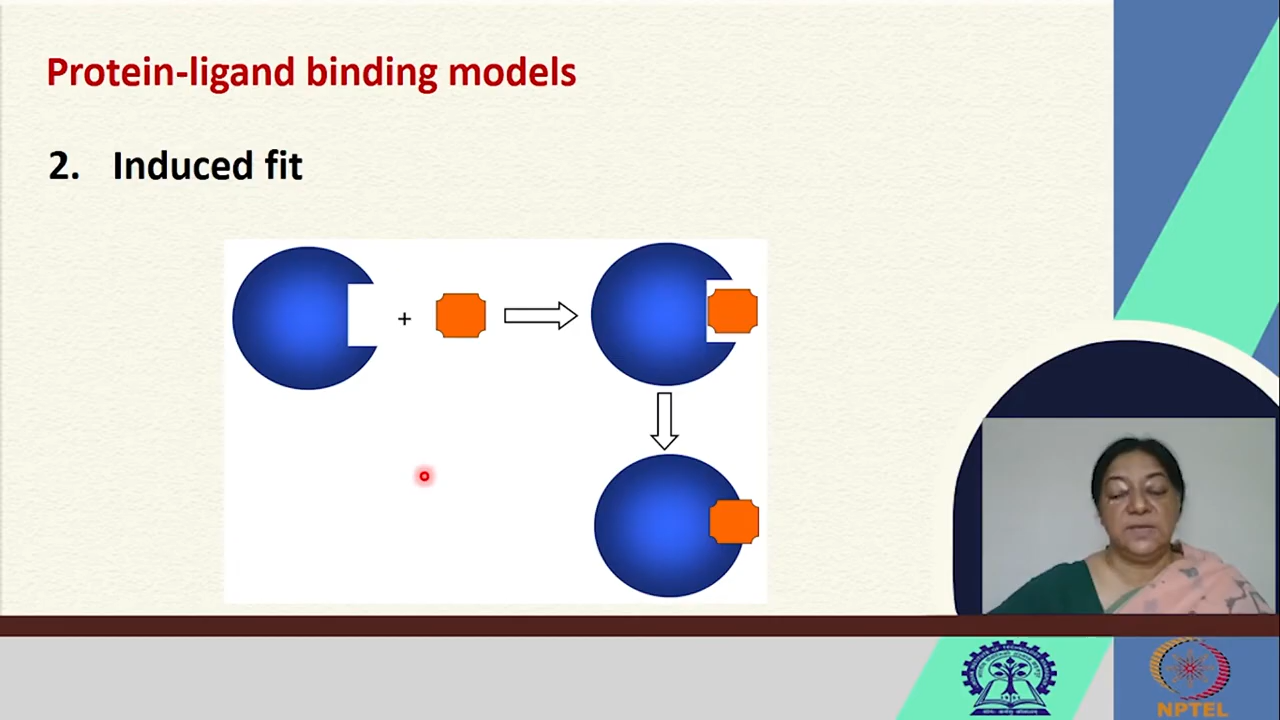 Protein-ligand binding models
2. Induced fit
+
NPTEL